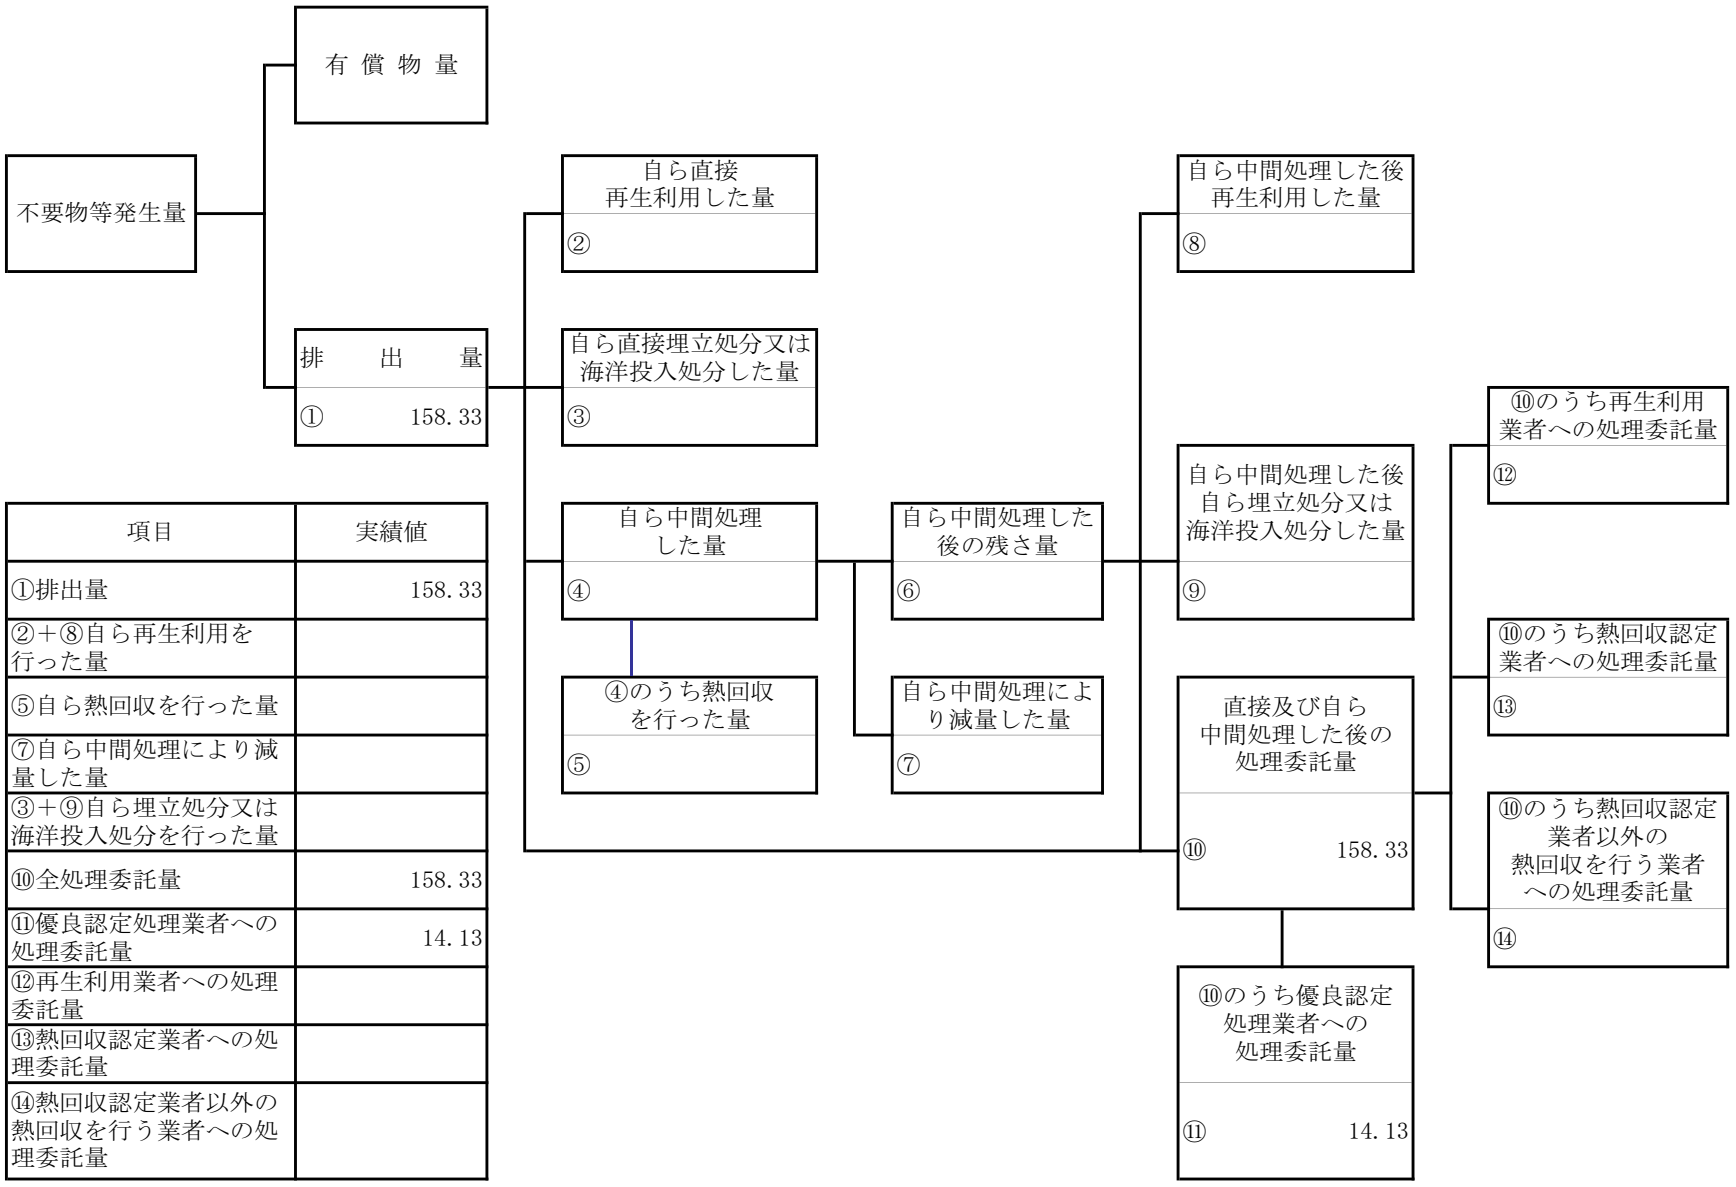 有償物量
不要物等発生量
自ら直接
再生利用した量
②
自ら中間処理した後
再生利用した量
⑧
排出量
① 158.33
自ら直接埋立処分又は
海洋投入処分した量
③
⑩のうち再生利用
業者への処理委託量
⑫
自ら中間処理した後
自ら埋立処分又は
海洋投入処分した量
⑨
自ら中間処理
した量
④
自ら中間処理した
後の残さ量
⑥
⑩のうち熱回収認定
業者への処理委託量
⑬
④のうち熱回収
を行った量
⑤
自ら中間処理によ
り減量した量
⑦
直接及び自ら
中間処理した後の
処理委託量
⑩ 158.33
⑩のうち熱回収認定
業者以外の
熱回収を行う業者
への処理委託量
⑭
⑩のうち優良認定
処理業者への
処理委託量
⑪ 14.13
項目 実績値
①排出量 158.33
②＋⑧自ら再生利用を
行った量
⑤自ら熱回収を行った量
⑦自ら中間処理により減
量した量
③＋⑨自ら埋立処分又は
海洋投入処分を行った量
⑩全処理委託量 158.33
⑪優良認定処理業者への
処理委託量 14.13
⑫再生利用業者への処理
委託量
⑬熱回収認定業者への処
理委託量
⑭熱回収認定業者以外の
熱回収を行う業者への処
理委託量